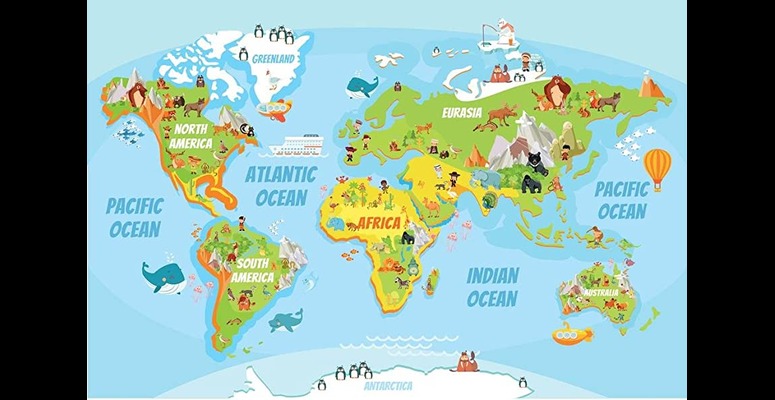 GREENLAND
EURASIA
NORTH
AMERICA
ATLANTIC
OCEAN
PACIFIC
OCEAN
PACIFIC
OCEAN
AFRICA
SOUTH
AMERICA
INDIAN
OCEAN
AUSTRALIA
ANTARCTICA